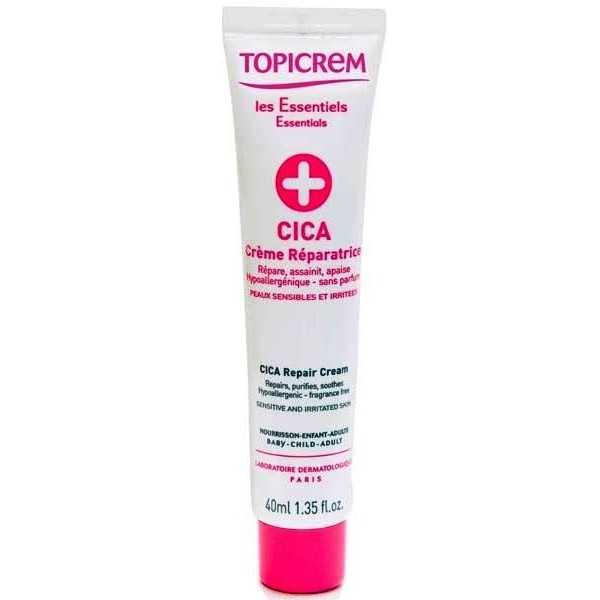 TOPICREM
les Essentiels
Essentials
CICA
Crème Réparatrice
Répare, assainit, apaise
Hypoallergénique - sans parfum
PEAUX SENSIBLES ET IRRITEES
CICA Repair Cream
Repairs, purifies, soothes
Hypoallergenic - fragrance free
SENSITIVE AND IRRITATED SKIN
NOURRISSON-ENFANT-ADULTE
BABY-CHILD-ADULT
LABORATOIRE DERMATOLOGIQUE
PARIS
40ml 1.35 fl.oz.